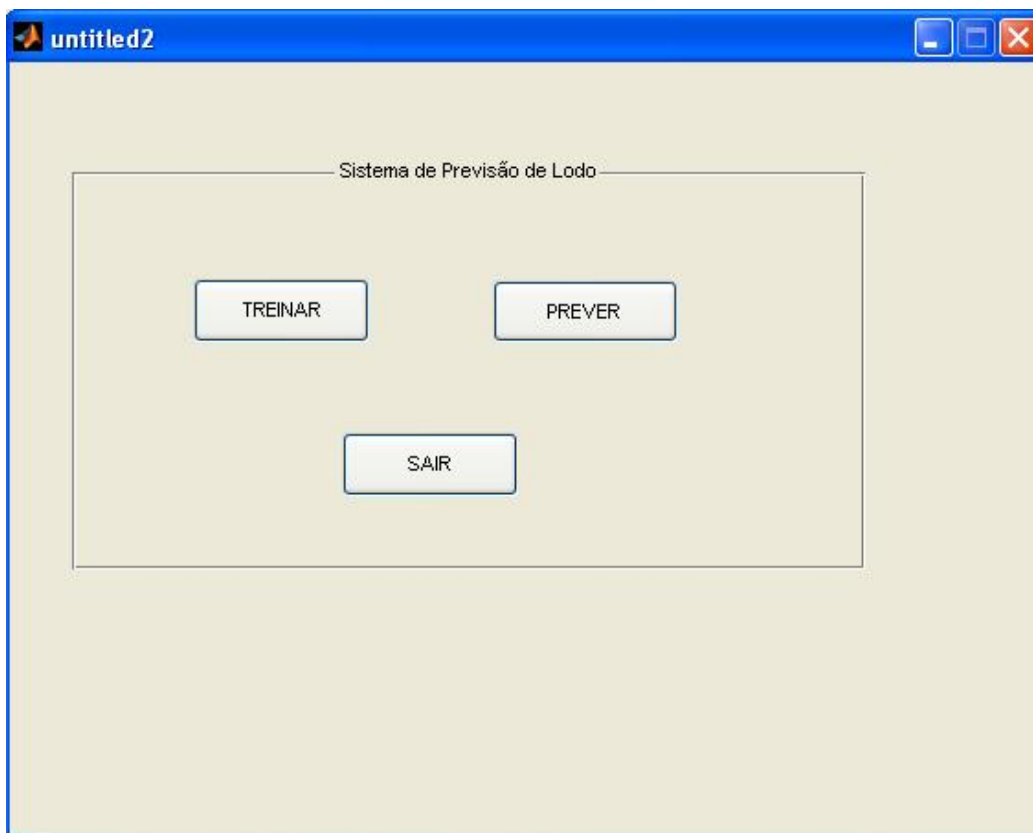 untitled2
Sistema de Previsão de Lodo
TREINAR
PREVER
SAIR